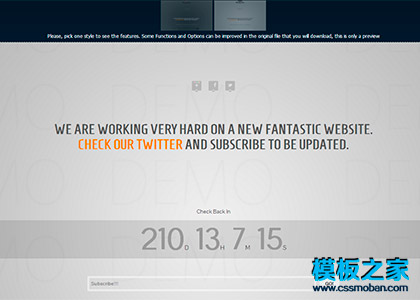 Please, pick one style to see the features. Some Functions and Options can be improved in the original file that you will download, this is only a preview
DEMO
WE ARE WORKING VERY HARD ON A NEW FANTASTIC WEBSITE.
CHECK OUR TWITTER AND SUBSCRIBE TO BE UPDATED.
Check Back In
210 D 13 H 7 M 15 S
Subscribe!!!
GO!
模板之家
www.cssmoban.com